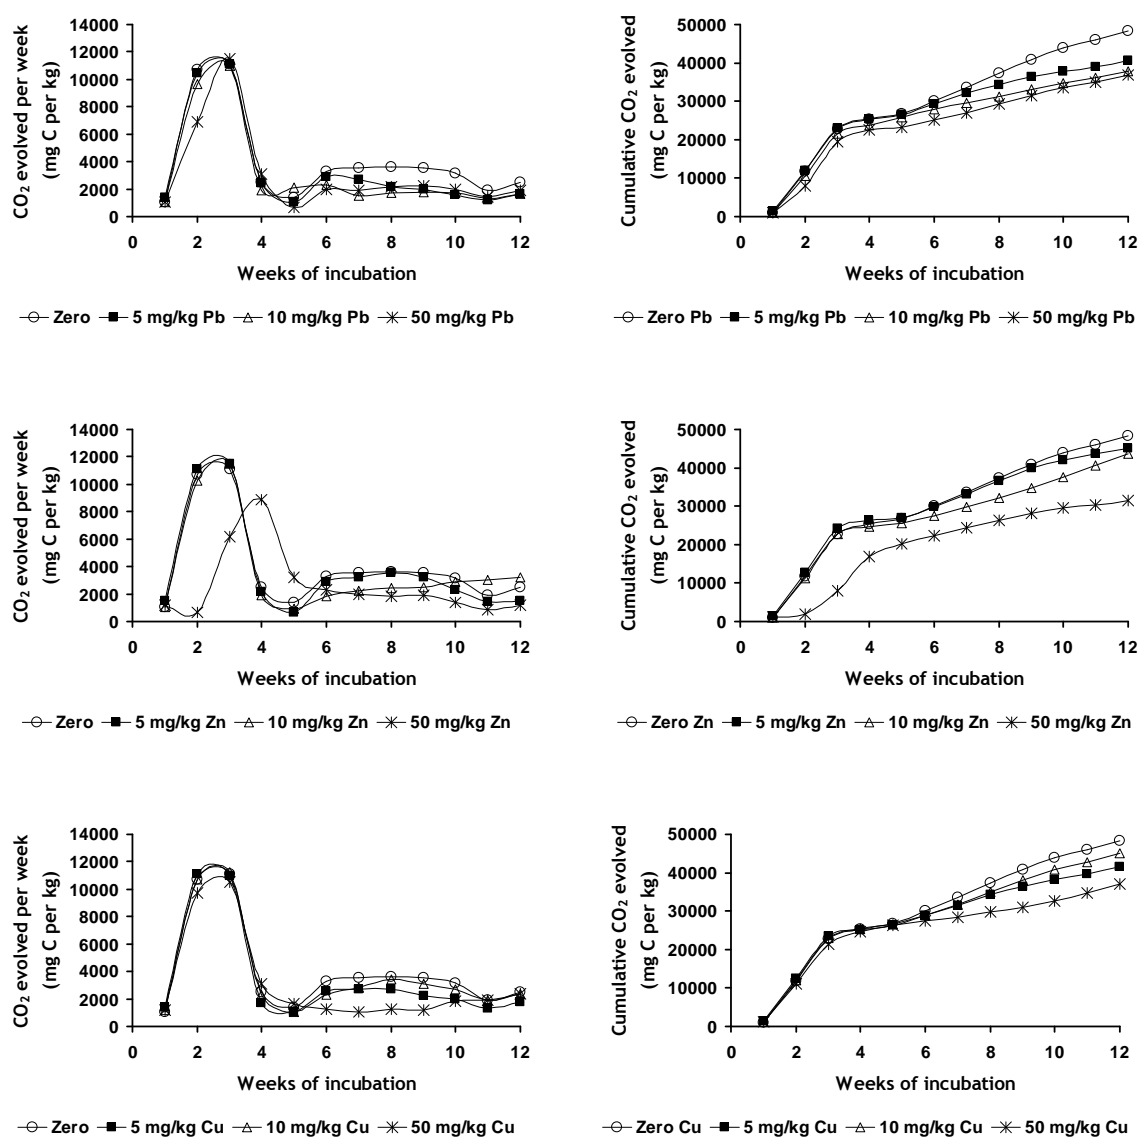 CO₂ evolved per week
(mg C per kg)
14000
12000
10000
8000
6000
4000
2000
0
0 2 4 6 8 10 12
Weeks of incubation
Zero 5 mg/kg Pb 10 mg/kg Pb 50 mg/kg Pb
Cumulative CO₂ evolved
(mg C per kg)
50000
40000
30000
20000
10000
0
0 2 4 6 8 10 12
Weeks of incubation
Zero Pb 5 mg/kg Pb 10 mg/kg Pb 50 mg/kg Pb
CO₂ evolved per week
(mg C per kg)
14000
12000
10000
8000
6000
4000
2000
0
0 2 4 6 8 10 12
Weeks of incubation
Zero 5 mg/kg Zn 10 mg/kg Zn 50 mg/kg Zn
Cumulative CO₂ evolved
(mg C per kg)
50000
40000
30000
20000
10000
0
0 2 4 6 8 10 12
Weeks of incubation
Zero Zn 5 mg/kg Zn 10 mg/kg Zn 50 mg/kg Zn
CO₂ evolved per week
(mg C per kg)
14000
12000
10000
8000
6000
4000
2000
0
0 2 4 6 8 10 12
Weeks of incubation
Zero 5 mg/kg Cu 10 mg/kg Cu 50 mg/kg Cu
Cumulative CO₂ evolved
(mg C per kg)
50000
40000
30000
20000
10000
0
0 2 4 6 8 10 12
Weeks of incubation
Zero Cu 5 mg/kg Cu 10 mg/kg Cu 50 mg/kg Cu